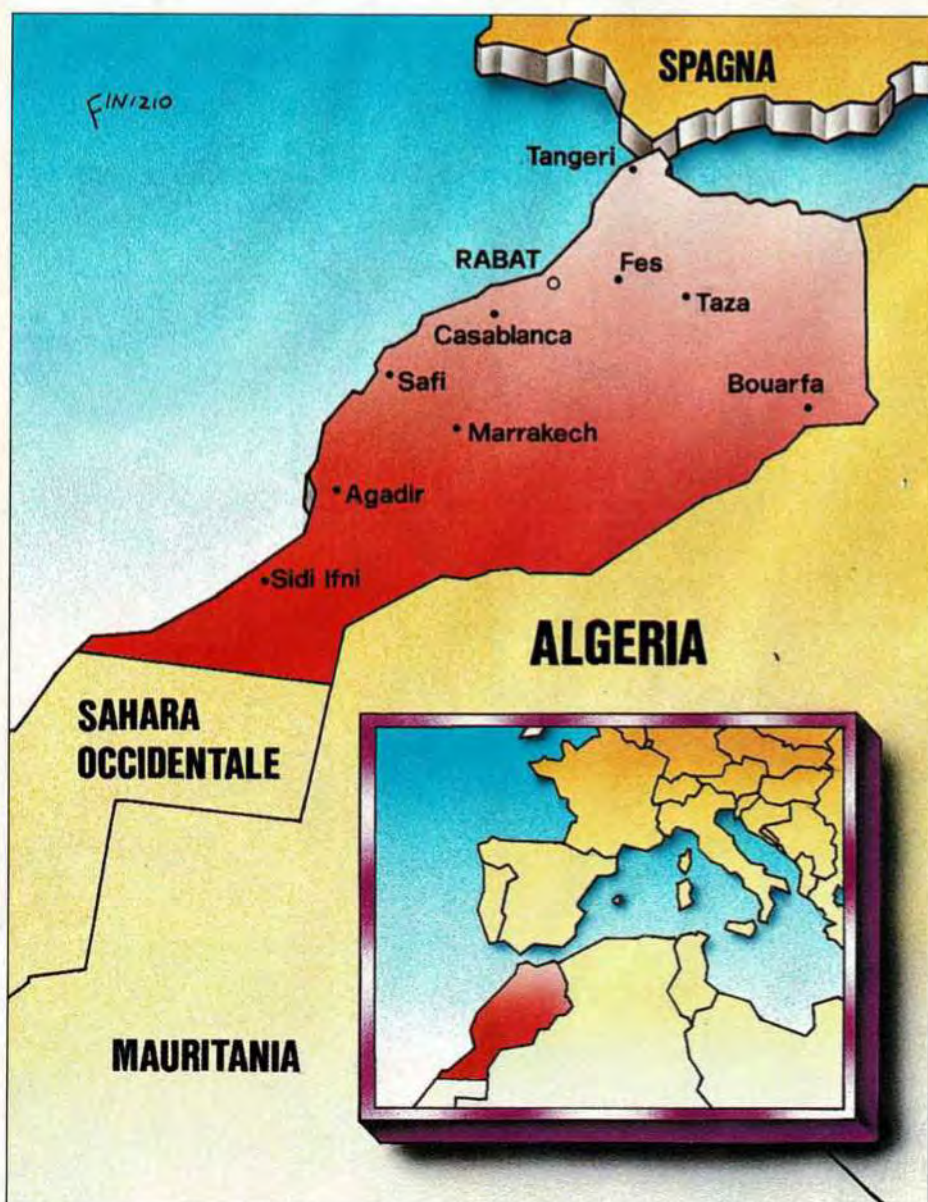 FINIZIO
SPAGNA
Tangeri
RABAT
Fes
Taza
Casablanca
Safi
Bouarfa
Marrakech
Agadir
Sidi Ifni
ALGERIA
SAHARA
OCCIDENTALE
MAURITANIA